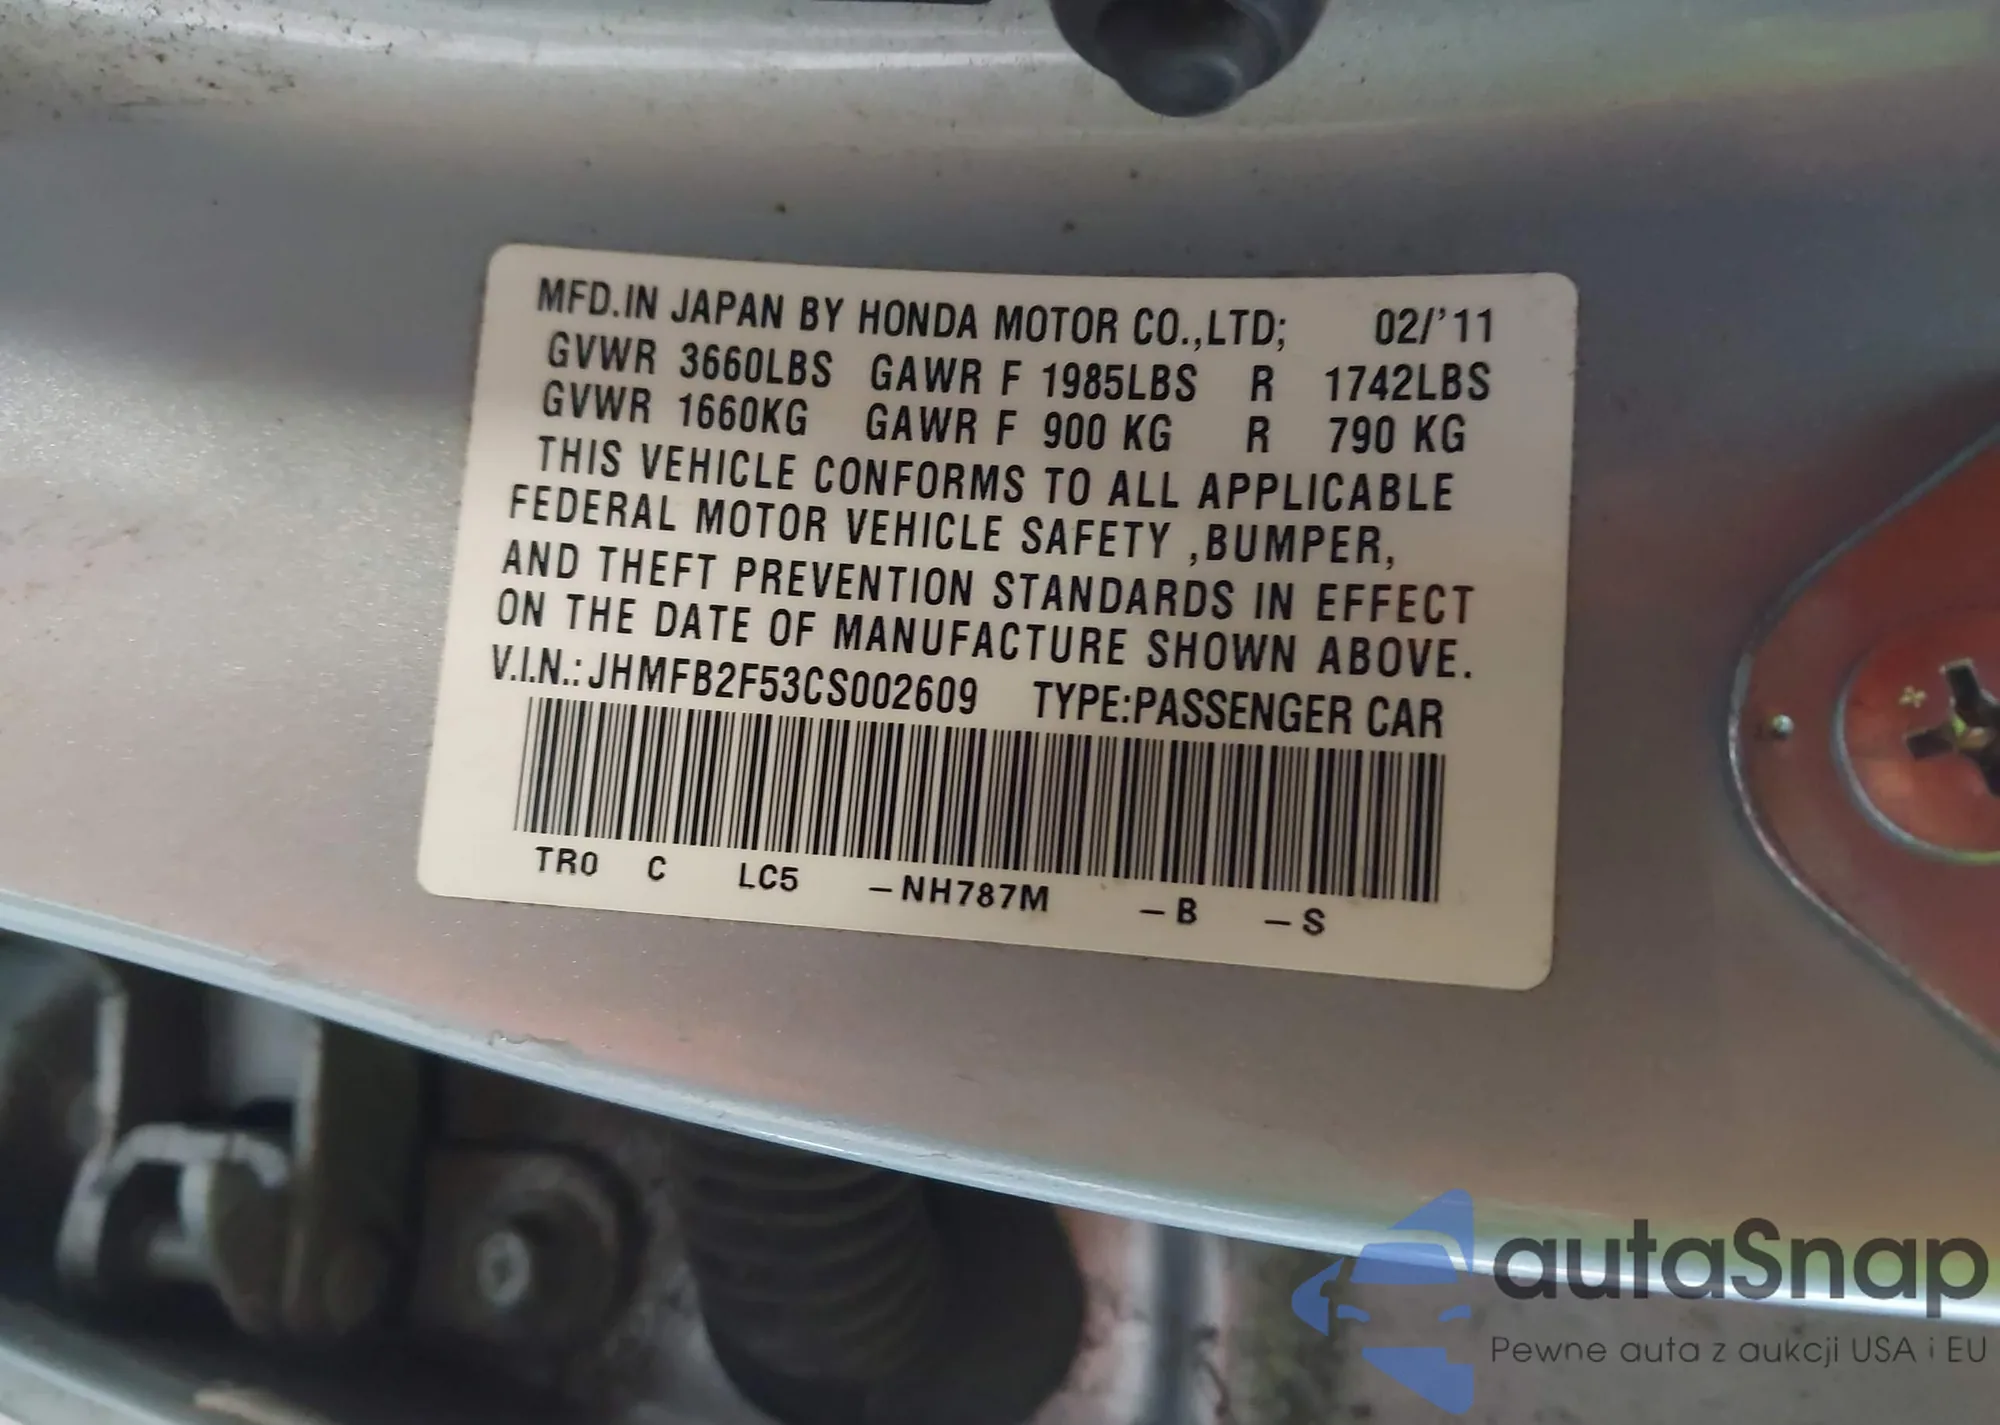 MFD.IN JAPAN BY HONDA MOTOR CO.,LTD; 02/'11
GVWR 3660LBS GAWR F 1985LBS R 1742LBS
GVWR 1660KG GAWR F 900 KG R 790 KG
THIS VEHICLE CONFORMS TO ALL APPLICABLE
FEDERAL MOTOR VEHICLE SAFETY ,BUMPER,
AND THEFT PREVENTION STANDARDS IN EFFECT
ON THE DATE OF MANUFACTURE SHOWN ABOVE.
V.I.N.: JHMFB2F53CS002609 TYPE:PASSENGER CAR
TR0 C LC5 –NH787M –B –S
autaSnap
Pewne auta z aukcji USA i EU